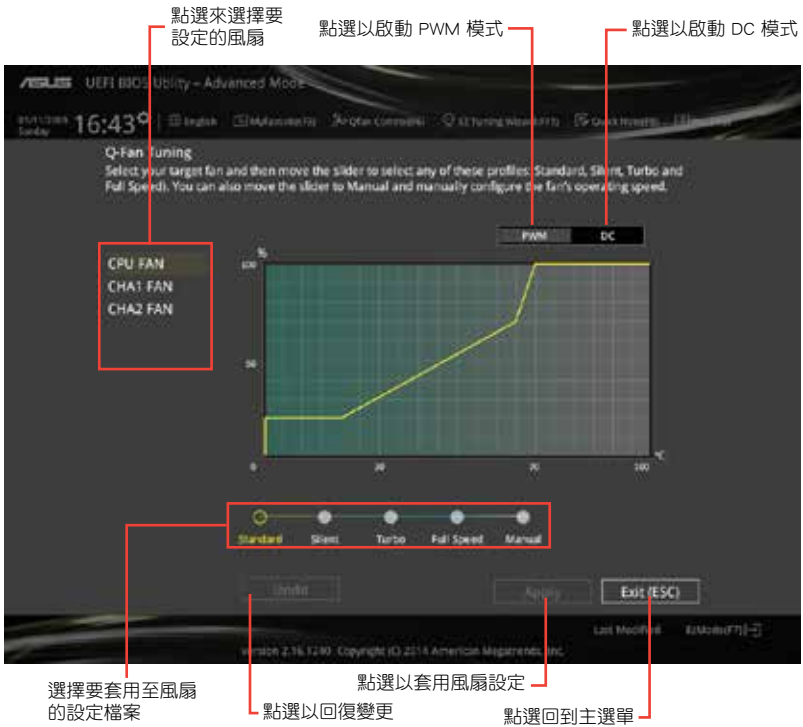 點選來選擇要
設定的風扇
點選以啟動 PWM 模式
點選以啟動 DC 模式
ASUS UEFI BIOS Utility – Advanced Mode
Sunday
16:43
English
Q-Fan Tuning
Select your target fan and then move the slider to select any of these profiles: Standard, Silent, Turbo and
Full Speed). You can also move the slider to Manual and manually configure the fan's operating speed.
PWM DC
CPU FAN
CHA1 FAN
CHA2 FAN
%
100
50
°C
0 30 70 100
Standard Silent Turbo Full Speed Manual
Undo Apply Exit (ESC)
Last Modified EzMode(F7)
Version 2.16.1240. Copyright (C) 2014 American Megatrends, Inc.
選擇要套用至風扇
的設定檔案
點選以回復變更
點選以套用風扇設定
點選回到主選單